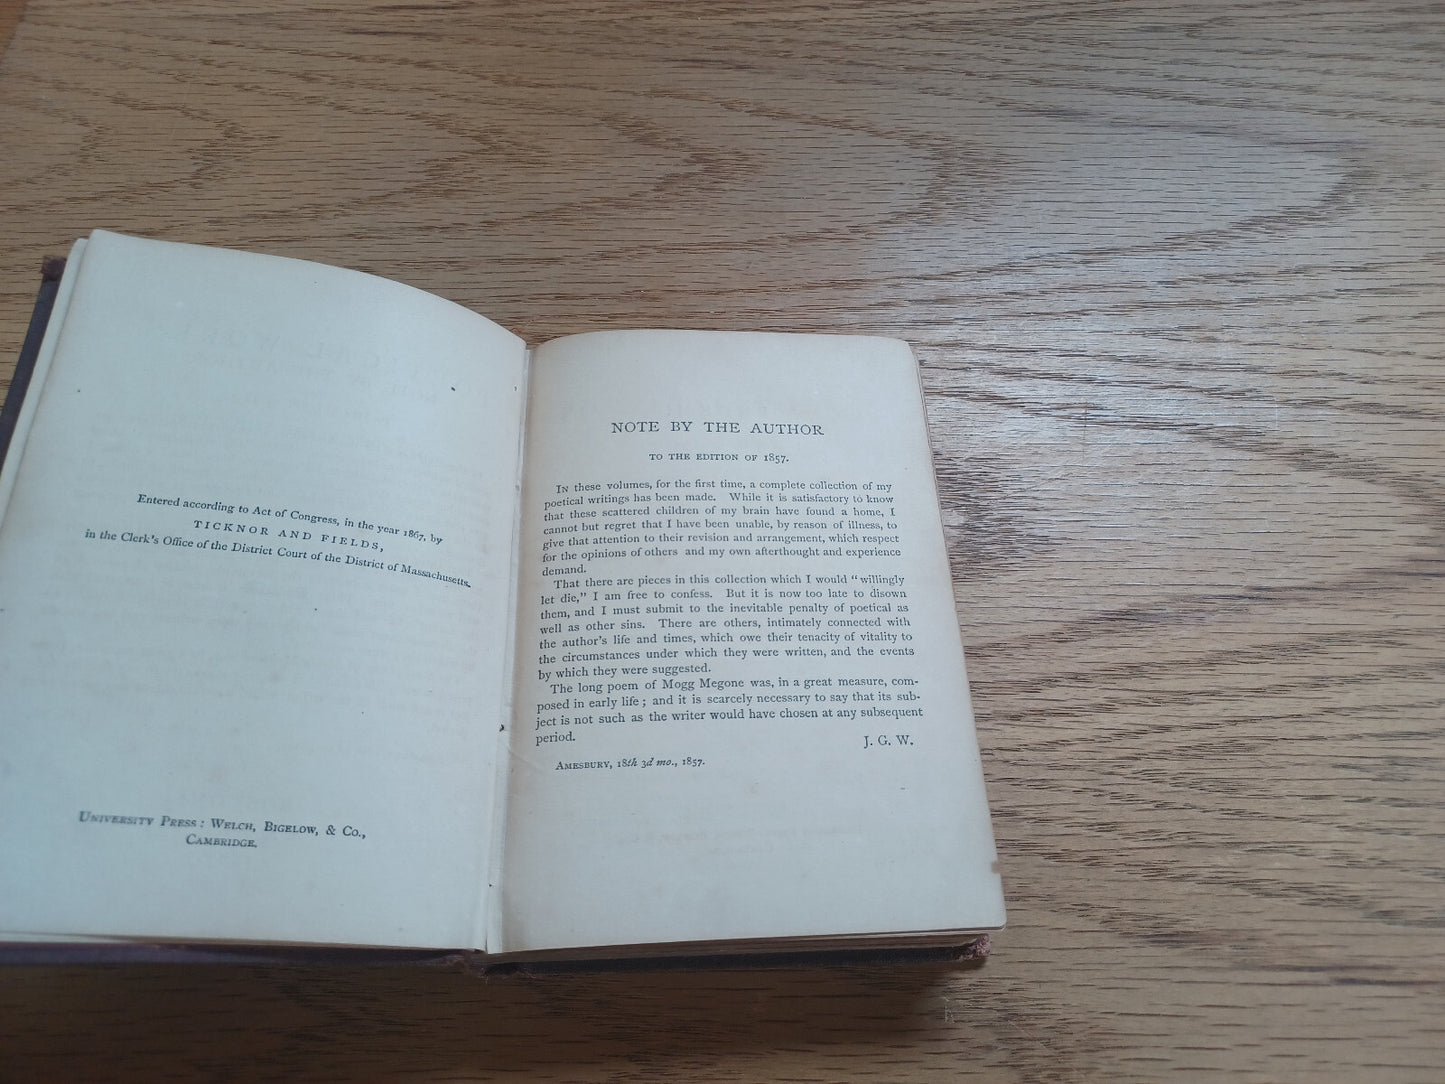 Entered according to Act of Congress, in the year 1867, by
TICKNOR AND FIELDS,
in the Clerk's Office of the District Court of the District of Massachusetts.
UNIVERSITY PRESS: WELCH, BIGELOW, & CO.,
CAMBRIDGE.
NOTE BY THE AUTHOR
TO THE EDITION OF 1857.
IN these volumes, for the first time, a complete collection of my
poetical writings has been made. While it is satisfactory to know
that these scattered children of my brain have found a home, I
cannot but regret that I have been unable, by reason of illness, to
give that attention to their revision and arrangement, which respect
for the opinions of others and my own afterthought and experience
demand.
That there are pieces in this collection which I would "willingly
let die," I am free to confess. But it is now too late to disown
them, and I must submit to the inevitable penalty of poetical as
well as other sins. There are others, intimately connected with
the author's life and times, which owe their tenacity of vitality to
the circumstances under which they were written, and the events
by which they were suggested.
The long poem of Mogg Megone was, in a great measure, com-
posed in early life; and it is scarcely necessary to say that its sub-
ject is not such as the writer would have chosen at any subsequent
period.
J. G. W.
AMESBURY, 18th 3d mo., 1857.